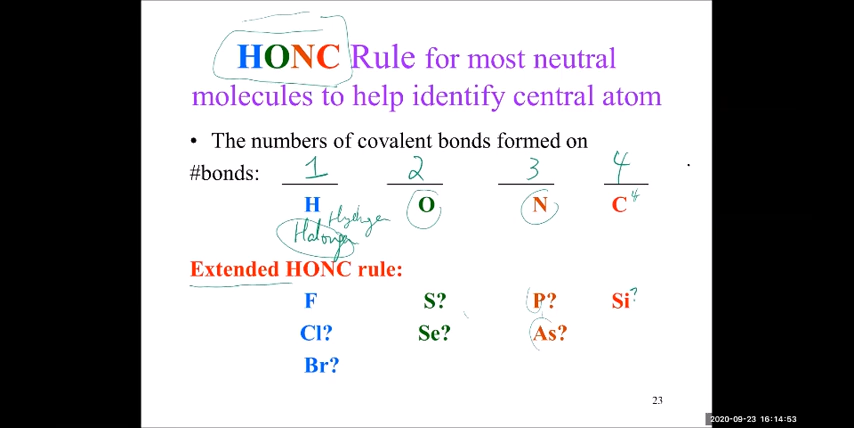 HONC Rule for most neutral
molecules to help identify central atom
• The numbers of covalent bonds formed on
#bonds: 1 2 3 4
H O N C 4
Hydrogen
Halogen
Extended HONC rule:
F S? P? Si?
Cl? Se? As?
Br?
23
2020-09-23 16:14:53